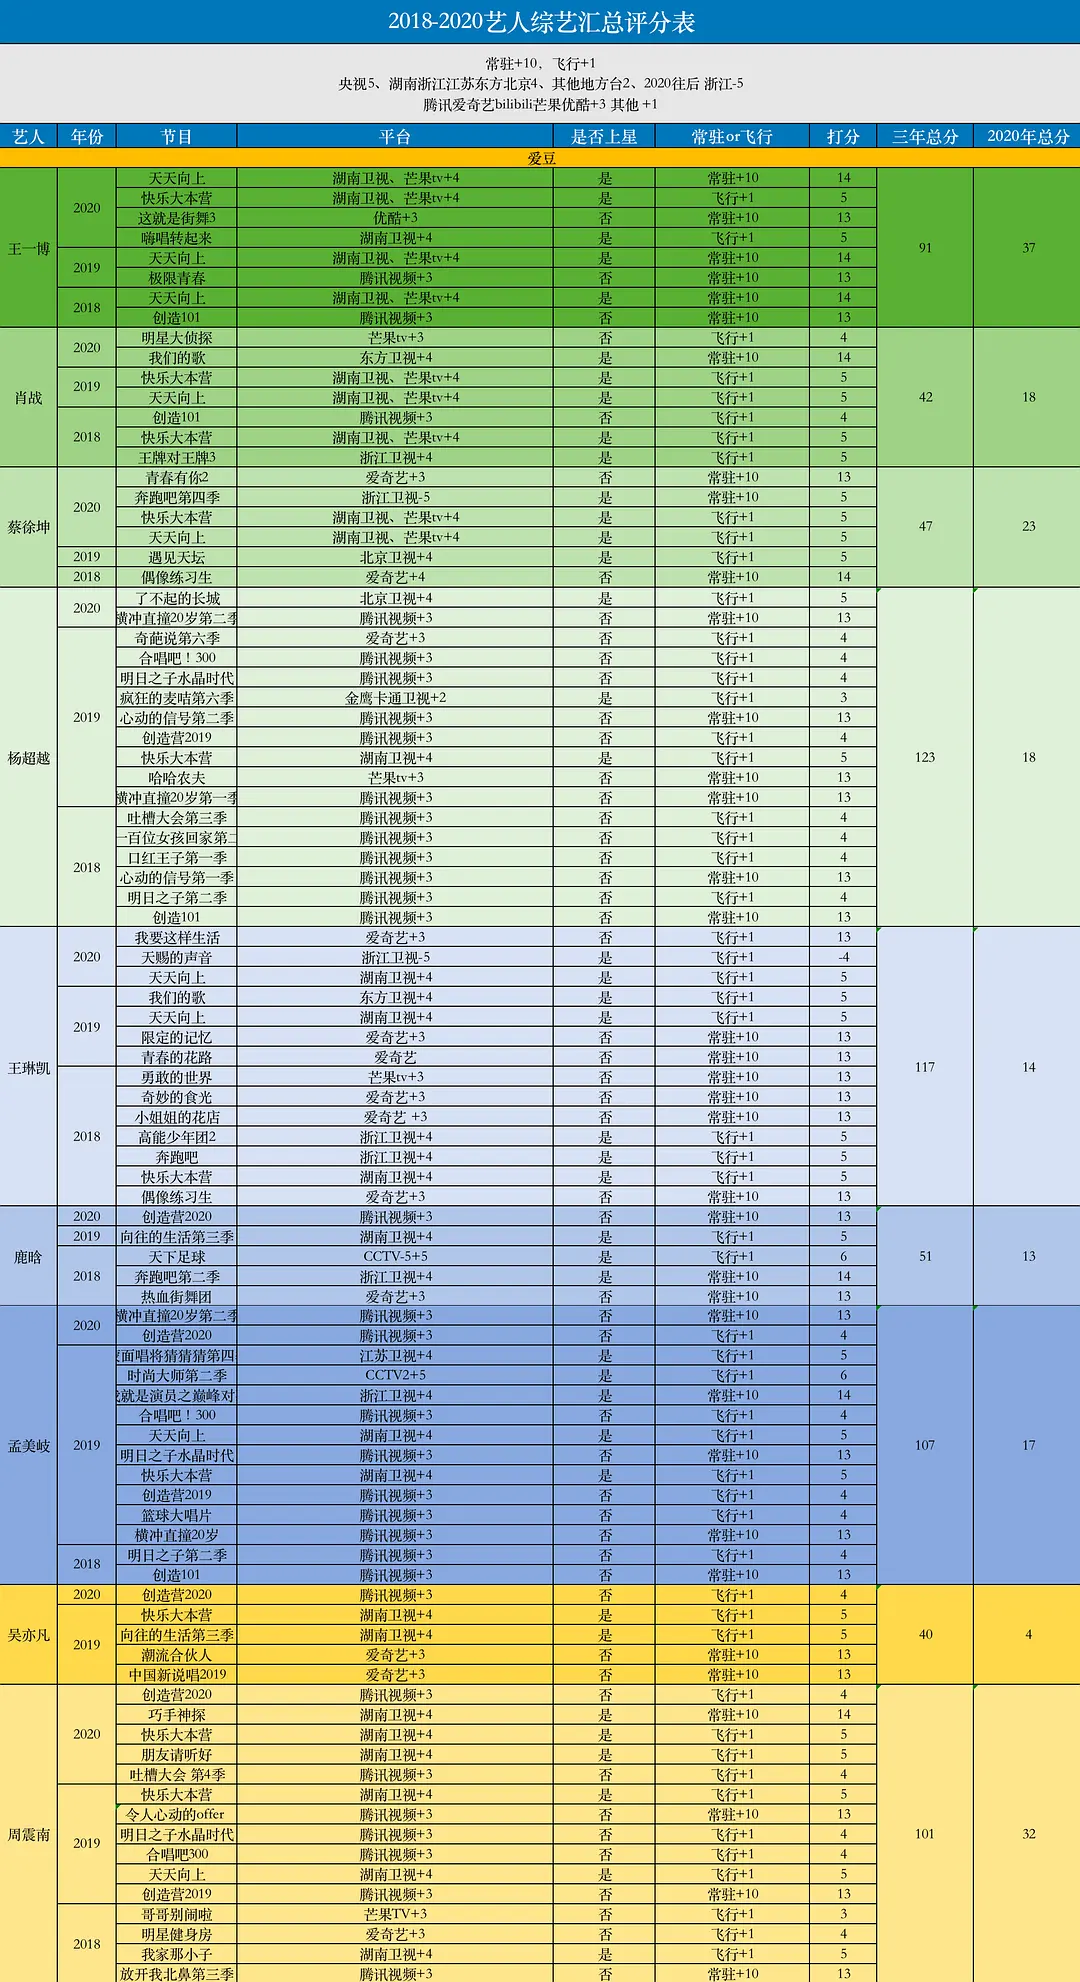 2018-2020艺人综艺汇总评分表
常驻+10，飞行+1
央视5、湖南浙江江苏东方北京4、其他地方台2、2020往后 浙江-5
腾讯爱奇艺bilibili芒果优酷+3 其他 +1
艺人 年份 节目 平台 是否上星 常驻or飞行 打分 三年总分 2020年总分
爱豆
王一博 2020 天天向上 湖南卫视、芒果tv+4 是 常驻+10 14 91 37
快乐大本营 湖南卫视、芒果tv+4 是 飞行+1 5
这就是街舞3 优酷+3 否 常驻+10 13
嗨唱转起来 湖南卫视+4 是 飞行+1 5
2019 天天向上 湖南卫视、芒果tv+4 是 常驻+10 14
极限青春 腾讯视频+3 否 常驻+10 13
2018 天天向上 湖南卫视、芒果tv+4 是 常驻+10 14
创造101 腾讯视频+3 否 常驻+10 13
肖战 2020 明星大侦探 芒果tv+3 否 飞行+1 4 42 18
我们的歌 东方卫视+4 是 常驻+10 14
2019 快乐大本营 湖南卫视、芒果tv+4 是 飞行+1 5
天天向上 湖南卫视、芒果tv+4 是 飞行+1 5
2018 创造101 腾讯视频+3 否 飞行+1 4
快乐大本营 湖南卫视、芒果tv+4 是 飞行+1 5
王牌对王牌3 浙江卫视+4 是 飞行+1 5
蔡徐坤 2020 青春有你2 爱奇艺+3 否 常驻+10 13 47 23
奔跑吧第四季 浙江卫视-5 是 常驻+10 5
快乐大本营 湖南卫视、芒果tv+4 是 飞行+1 5
天天向上 湖南卫视、芒果tv+4 是 飞行+1 5
2019 遇见天坛 北京卫视+4 是 飞行+1 5
2018 偶像练习生 爱奇艺+4 否 常驻+10 14
杨超越 2020 了不起的长城 北京卫视+4 是 飞行+1 5 123 18
横冲直撞20岁第二季 腾讯视频+3 否 常驻+10 13
2019 奇葩说第六季 爱奇艺+3 否 飞行+1 4
合唱吧！300 腾讯视频+3 否 飞行+1 4
明日之子水晶时代 腾讯视频+3 否 飞行+1 4
疯狂的麦咭第六季 金鹰卡通卫视+2 是 飞行+1 3
心动的信号第二季 腾讯视频+3 否 常驻+10 13
创造营2019 腾讯视频+3 否 飞行+1 4
快乐大本营 湖南卫视+4 是 飞行+1 5
哈哈农夫 芒果tv+3 否 常驻+10 13
横冲直撞20岁第一季 腾讯视频+3 否 常驻+10 13
2018 吐槽大会第三季 腾讯视频+3 否 飞行+1 4
一百位女孩回家第二 腾讯视频+3 否 飞行+1 4
口红王子第一季 腾讯视频+3 否 飞行+1 4
心动的信号第一季 腾讯视频+3 否 常驻+10 13
明日之子第二季 腾讯视频+3 否 飞行+1 4
创造101 腾讯视频+3 否 常驻+10 13
王琳凯 2020 我要这样生活 爱奇艺+3 否 飞行+1 13 117 14
天赐的声音 浙江卫视-5 是 飞行+1 -4
天天向上 湖南卫视+4 是 飞行+1 5
2019 我们的歌 东方卫视+4 是 飞行+1 5
天天向上 湖南卫视+4 是 飞行+1 5
限定的记忆 爱奇艺+3 否 常驻+10 13
青春的花路 爱奇艺 否 常驻+10 13
2018 勇敢的世界 芒果tv+3 否 常驻+10 13
奇妙的食光 爱奇艺+3 否 常驻+10 13
小姐姐的花店 爱奇艺 +3 否 常驻+10 13
高能少年团2 浙江卫视+4 是 飞行+1 5
奔跑吧 浙江卫视+4 是 飞行+1 5
快乐大本营 湖南卫视+4 是 飞行+1 5
偶像练习生 爱奇艺+3 否 常驻+10 13
鹿晗 2020 创造营2020 腾讯视频+3 否 常驻+10 13 51 13
2019 向往的生活第三季 湖南卫视+4 是 飞行+1 5
2018 天下足球 CCTV-5+5 是 飞行+1 6
奔跑吧第二季 浙江卫视+4 是 常驻+10 14
热血街舞团 爱奇艺+3 否 常驻+10 13
孟美岐 2020 横冲直撞20岁第二季 腾讯视频+3 否 常驻+10 13 107 17
创造营2020 腾讯视频+3 否 飞行+1 4
2019 面唱将猜猜猜第四 江苏卫视+4 是 飞行+1 5
时尚大师第二季 CCTV2+5 是 飞行+1 6
就是演员之巅峰对 浙江卫视+4 是 常驻+10 14
合唱吧！300 腾讯视频+3 否 飞行+1 4
天天向上 湖南卫视+4 是 飞行+1 5
明日之子水晶时代 腾讯视频+3 否 常驻+10 13
快乐大本营 湖南卫视+4 是 飞行+1 5
创造营2019 腾讯视频+3 否 飞行+1 4
篮球大唱片 腾讯视频+3 否 飞行+1 4
横冲直撞20岁 腾讯视频+3 否 常驻+10 13
2018 明日之子第二季 腾讯视频+3 否 飞行+1 4
创造101 腾讯视频+3 否 常驻+10 13
吴亦凡 2020 创造营2020 腾讯视频+3 否 飞行+1 4 40 4
2019 快乐大本营 湖南卫视+4 是 飞行+1 5
向往的生活第三季 湖南卫视+4 是 飞行+1 5
潮流合伙人 爱奇艺+3 否 常驻+10 13
中国新说唱2019 爱奇艺+3 否 常驻+10 13
周震南 2020 创造营2020 腾讯视频+3 否 飞行+1 4 101 32
巧手神探 湖南卫视+4 是 常驻+10 14
快乐大本营 湖南卫视+4 是 飞行+1 5
朋友请听好 湖南卫视+4 是 飞行+1 5
吐槽大会 第4季 腾讯视频+3 否 飞行+1 4
2019 快乐大本营 湖南卫视+4 是 飞行+1 5
令人心动的offer 腾讯视频+3 否 常驻+10 13
明日之子水晶时代 腾讯视频+3 否 飞行+1 4
合唱吧300 腾讯视频+3 否 飞行+1 4
天天向上 湖南卫视+4 是 飞行+1 5
创造营2019 腾讯视频+3 否 常驻+10 13
2018 哥哥别闹啦 芒果TV+3 否 飞行+1 3
明星健身房 爱奇艺+3 否 飞行+1 4
我家那小子 湖南卫视+4 是 飞行+1 5
放开我北鼻第三季 腾讯视频+3 否 常驻+10 13